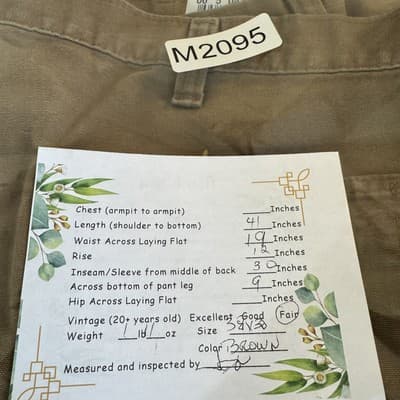 M2095
Chest (armpit to armpit) ___Inches
Length (shoulder to bottom) 41 Inches
Waist Across Laying Flat 19 Inches
Rise 12 Inches
Inseam/Sleeve from middle of back 30 Inches
Across bottom of pant leg 9 Inches
Hip Across Laying Flat ___Inches
Vintage (20+ years old) Excellent Good Fair
Weight 1 lb oz Size 38x30
Color BROWN
Measured and inspected by